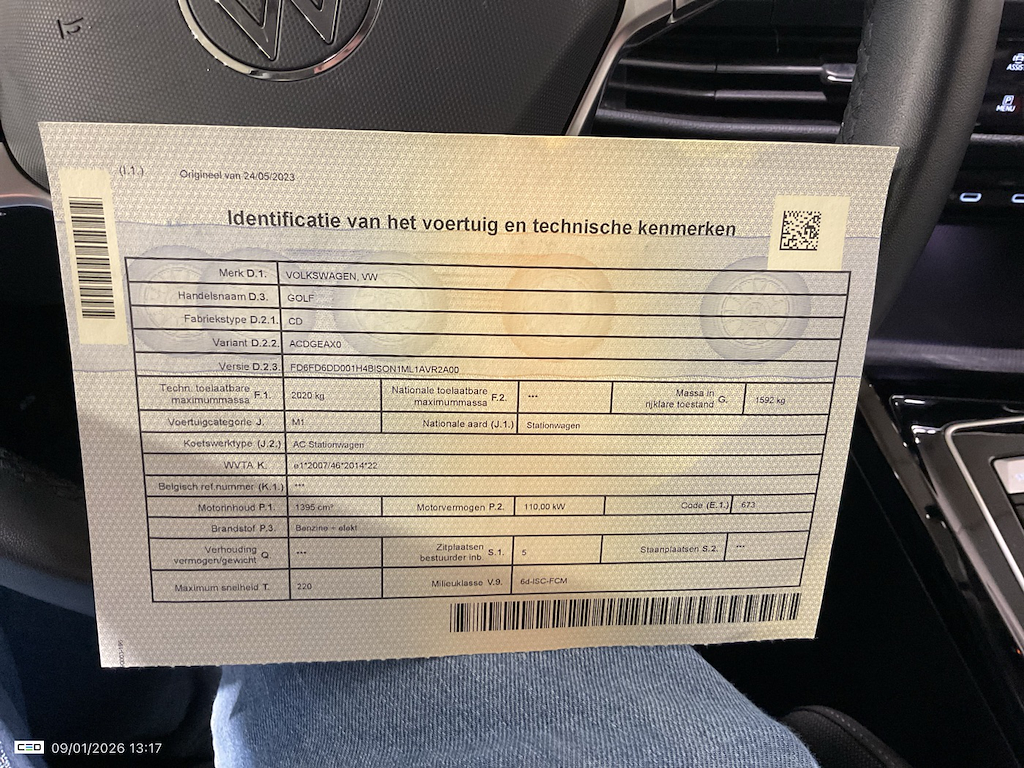 ASSIS
MENU
(I.1.) Origineel van 24/05/2023
Identificatie van het voertuig en technische kenmerken
Merk D.1. VOLKSWAGEN, VW
Handelsnaam D.3. GOLF
Fabriekstype D.2.1. CD
Variant D.2.2. ACDGEAX0
Versie D.2.3. FD6FD6DD001H4BISON1ML1AVR2A00
Techn. toelaatbare maximummassa F.1. 2020 kg Nationale toelaatbare maximummassa F.2. *** Massa in rijklare toestand G. 1592 kg
Voertuigcategorie J. M1 Nationale aard (J.1.) Stationwagen
Koetswerktype (J.2.) AC Stationwagen
WVTA K. e1*2007/46*2014*22
Belgisch ref nummer (K.1.) ***
Motorinhoud P.1. 1395 cm³ Motorvermogen P.2. 110,00 kW Code (E.1.) 673
Brandstof P.3. Benzine + elekt
Verhouding vermogen/gewicht Q. *** Zitplaatsen bestuurder inb. S.1. 5 Staanplaatsen S.2. ***
Maximum snelheid T. 220 Milieuklasse V.9. 6d-ISC-FCM
CEO 09/01/2026 13:17